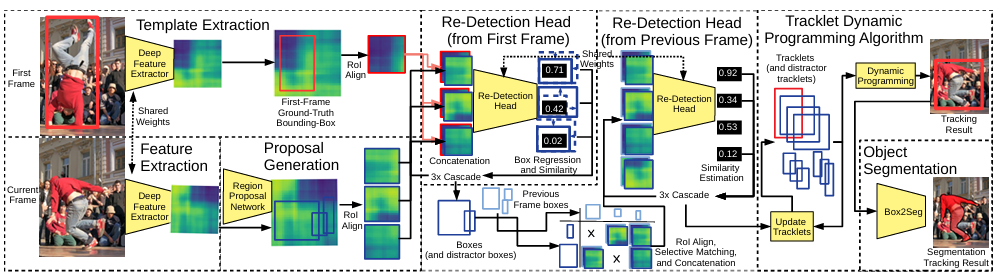 Template Extraction
First
Frame
Deep
Feature
Extractor
First-Frame
Ground-Truth
Bounding-Box
RoI
Align
Shared
Weights
Feature
Extraction
Current
Frame
Deep
Feature
Extractor
Proposal
Generation
Region
Proposal
Network
RoI
Align
Re-Detection Head
(from First Frame)
Re-Detection
Head
0.71
0.42
0.02
Concatenation
Box Regression
and Similarity
3x Cascade
Shared
Weights
Previous
Frame boxes
Boxes
(and distractor boxes)
x
x
RoI Align,
Selective Matching,
and Concatenation
Re-Detection Head
(from Previous Frame)
Re-Detection
Head
0.92
0.34
0.53
0.12
Similarity
Estimation
3x Cascade
Tracklet Dynamic
Programming Algorithm
Tracklets
(and distractor
tracklets)
Dynamic
Programming
Tracking
Result
Update
Tracklets
Object
Segmentation
Box2Seg
Segmentation
Tracking Result